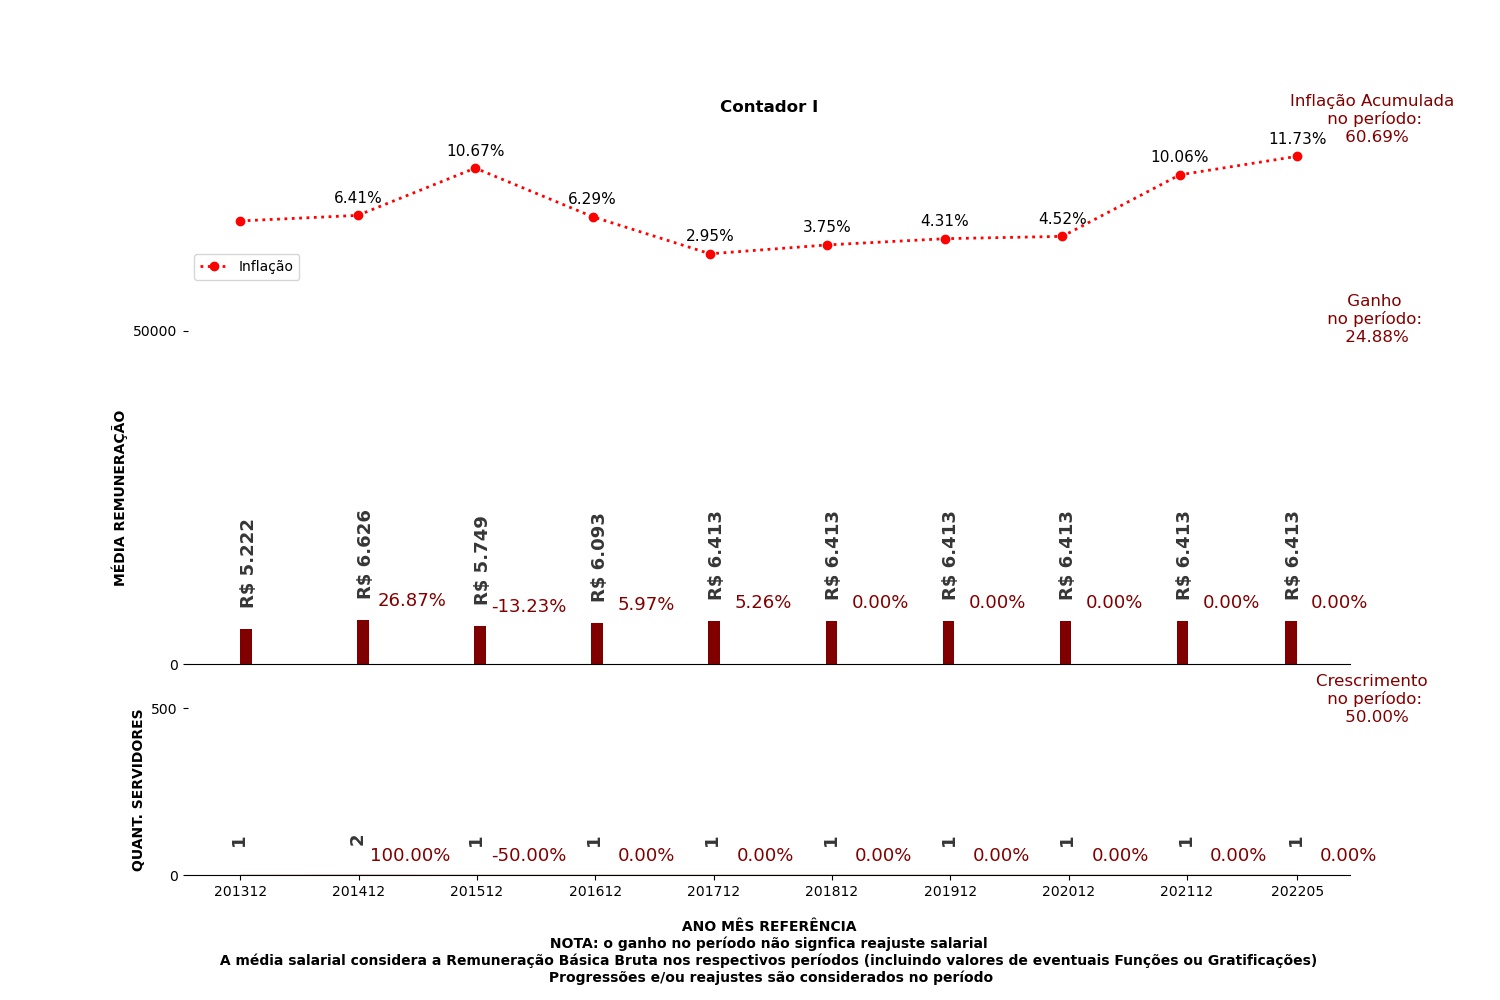 Contador I
Inflação Acumulada
no período:
60.69%
6.41%
10.67%
6.29%
2.95%
3.75%
4.31%
4.52%
10.06%
11.73%
Inflação
Ganho
no período:
24.88%
50000
0
MÉDIA REMUNERAÇÃO
R$ 5.222
R$ 6.626
R$ 5.749
R$ 6.093
R$ 6.413
R$ 6.413
R$ 6.413
R$ 6.413
R$ 6.413
R$ 6.413
26.87%
-13.23%
5.97%
5.26%
0.00%
0.00%
0.00%
0.00%
0.00%
Crescrimento
no período:
50.00%
500
0
QUANT. SERVIDORES
1
2
1
1
1
1
1
1
1
1
100.00%
-50.00%
0.00%
0.00%
0.00%
0.00%
0.00%
0.00%
0.00%
201312
201412
201512
201612
201712
201812
201912
202012
202112
202205
ANO MÊS REFERÊNCIA
NOTA: o ganho no período não signfica reajuste salarial
A média salarial considera a Remuneração Básica Bruta nos respectivos períodos (incluindo valores de eventuais Funções ou Gratificações)
Progressões e/ou reajustes são considerados no período